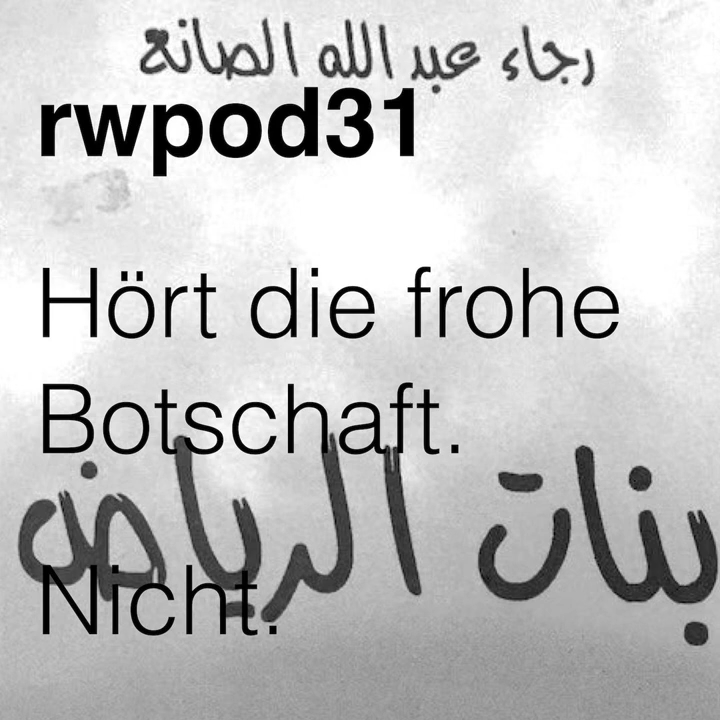 رجاء عبد الله الصانع
rwpod31
Hört die frohe
Botschaft.
بنات الرياض
Nicht.